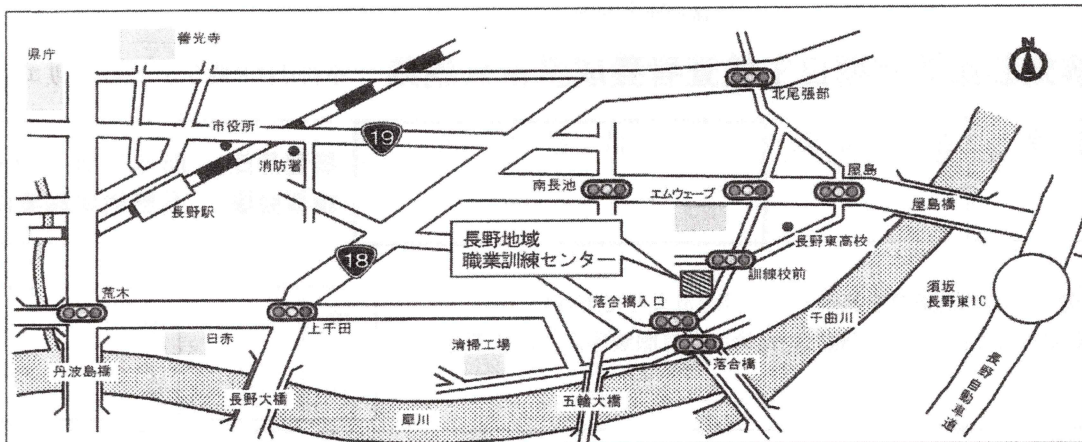 県庁
善光寺
N
北尾張部
市役所
19
消防署
長野駅
南長池
エムウェーブ
屋島
屋島橋
長野東高校
長野地域
職業訓練センター
18
訓練校前
荒木
上千田
落合橋入口
千曲川
須坂
長野東IC
日赤
清掃工場
丹波島橋
長野大橋
犀川
五輪大橋
落合橋
長野自動車道